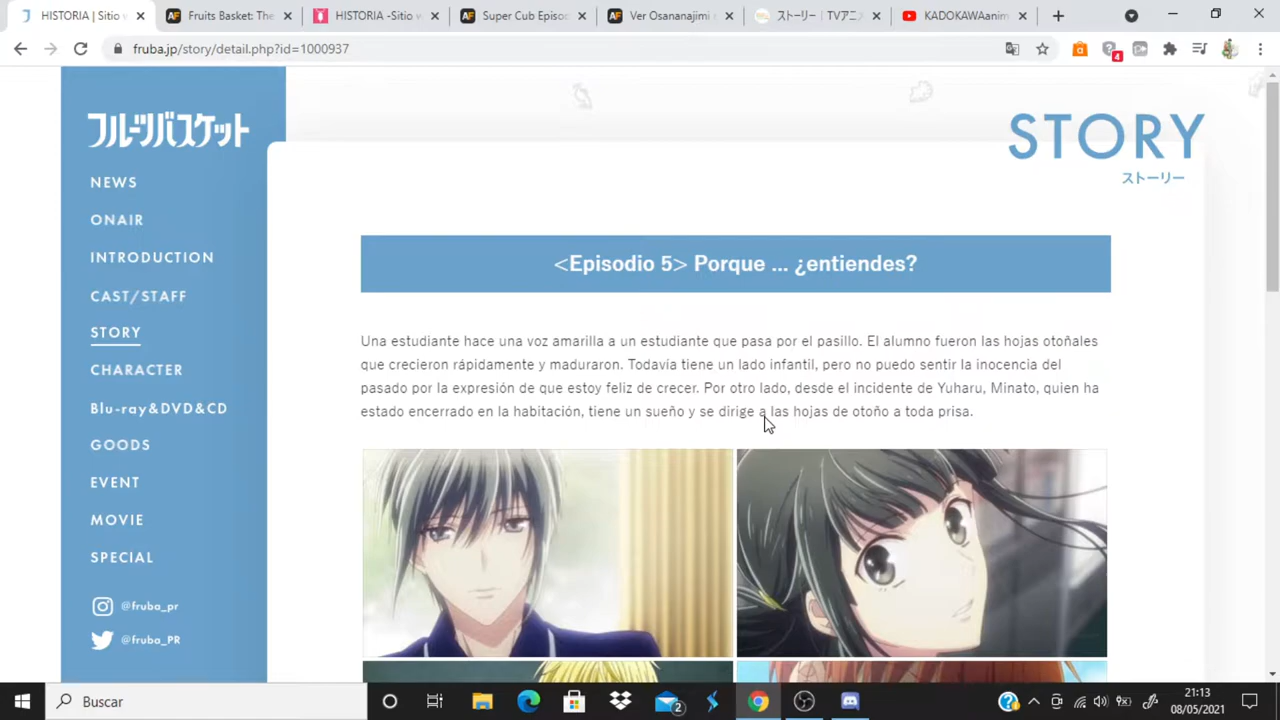 HISTORIA | Sitio w
Fruits Basket: The
HISTORIA -Sitio w
Super Cub Episod
Ver Osananajimi
ストーリー | TVアニ
KADOKAWAanim
fruba.jp/story/detail.php?id=1000937
4
フルーツバスケット
NEWS
ONAIR
INTRODUCTION
CAST/STAFF
STORY
CHARACTER
Blu-ray&DVD&CD
GOODS
EVENT
MOVIE
SPECIAL
@fruba_pr
@fruba_PR
STORY
ストーリー
<Episodio 5> Porque ... ¿entiendes?
Una estudiante hace una voz amarilla a un estudiante que pasa por el pasillo. El alumno fueron las hojas otoñales
que crecieron rápidamente y maduraron. Todavía tiene un lado infantil, pero no puedo sentir la inocencia del
pasado por la expresión de que estoy feliz de crecer. Por otro lado, desde el incidente de Yuharu, Minato, quien ha
estado encerrado en la habitación, tiene un sueño y se dirige a las hojas de otoño a toda prisa.
Buscar
2
21:13
08/05/2021